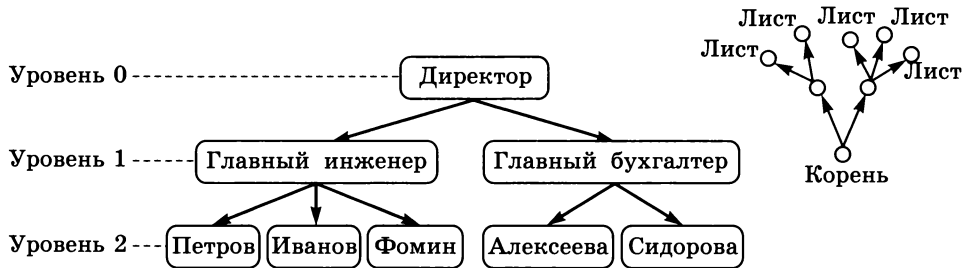 Уровень 0
Директор
Уровень 1
Главный инженер
Главный бухгалтер
Уровень 2
Петров
Иванов
Фомин
Алексеева
Сидорова
Лист
Лист
Лист
Лист
Лист
Корень